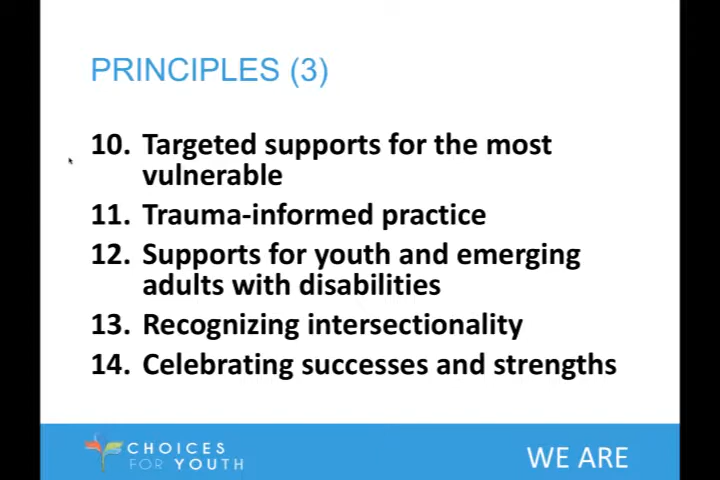 PRINCIPLES (3)
10. Targeted supports for the most
vulnerable
11. Trauma-informed practice
12. Supports for youth and emerging
adults with disabilities
13. Recognizing intersectionality
14. Celebrating successes and strengths
CHOICES
FOR YOUTH
WE ARE